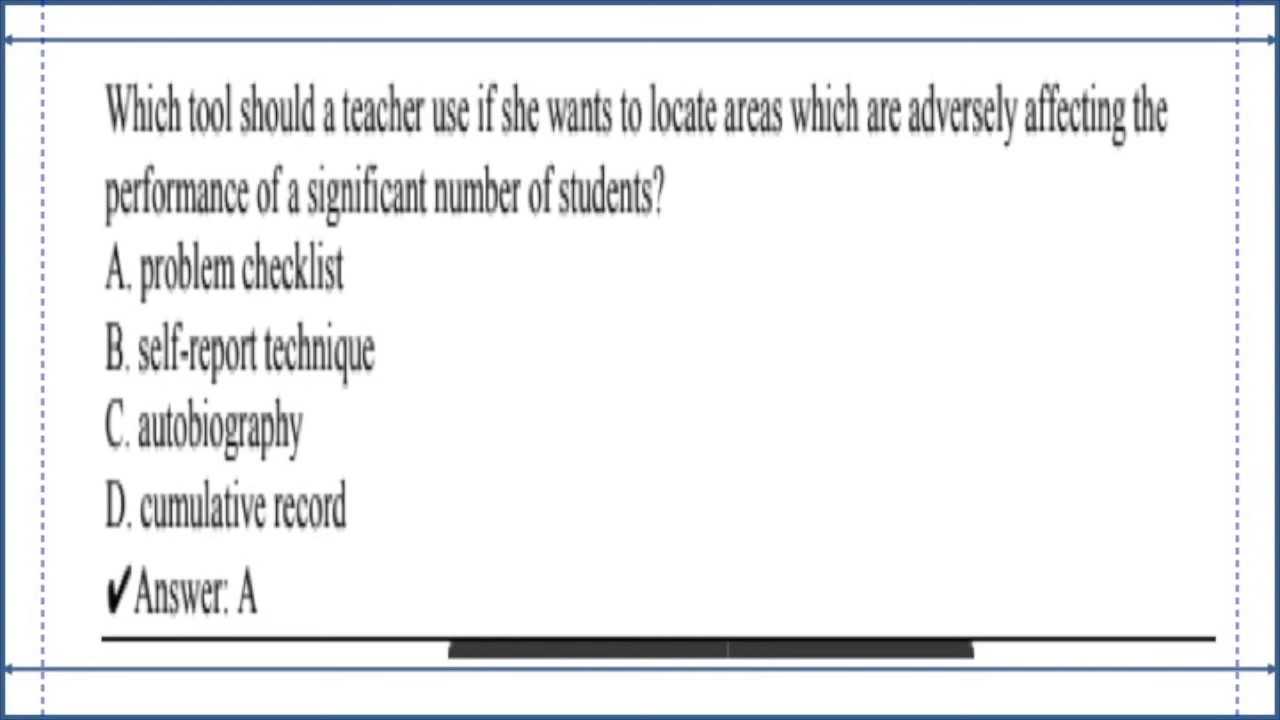 Which tool should a teacher use if she wants to locate areas which are adversely affecting the
performance of a significant number of students?
A. problem checklist
B. self-report technique
C. autobiography
D. cumulative record
✔Answer: A